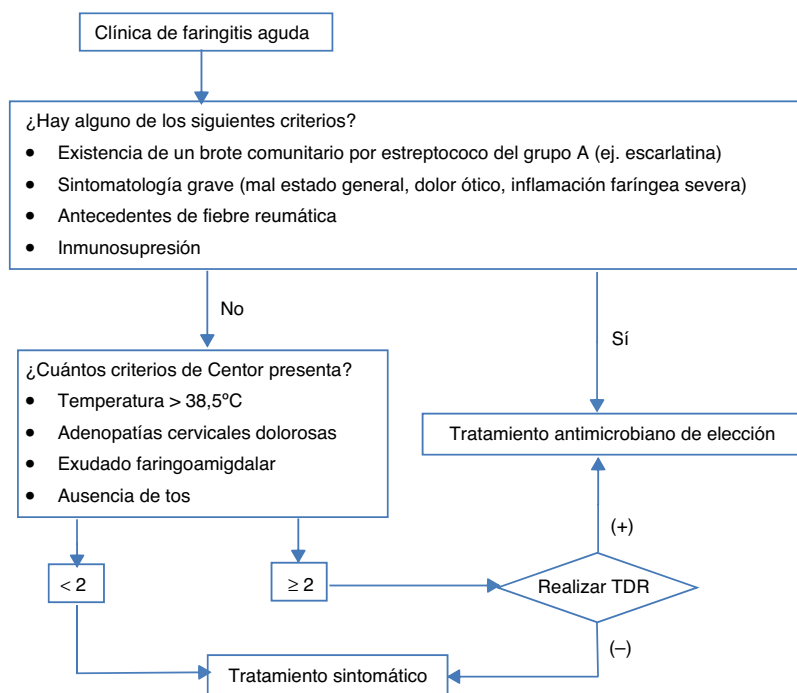 Clínica de faringitis aguda
¿Hay alguno de los siguientes criterios?
• Existencia de un brote comunitario por estreptococo del grupo A (ej. escarlatina)
• Sintomatología grave (mal estado general, dolor ótico, inflamación faríngea severa)
• Antecedentes de fiebre reumática
• Inmunosupresión
No
Sí
¿Cuántos criterios de Centor presenta?
• Temperatura > 38,5ºC
• Adenopatías cervicales dolorosas
• Exudado faringoamigdalar
• Ausencia de tos
Tratamiento antimicrobiano de elección
(+)
< 2
≥ 2
Realizar TDR
(–)
Tratamiento sintomático